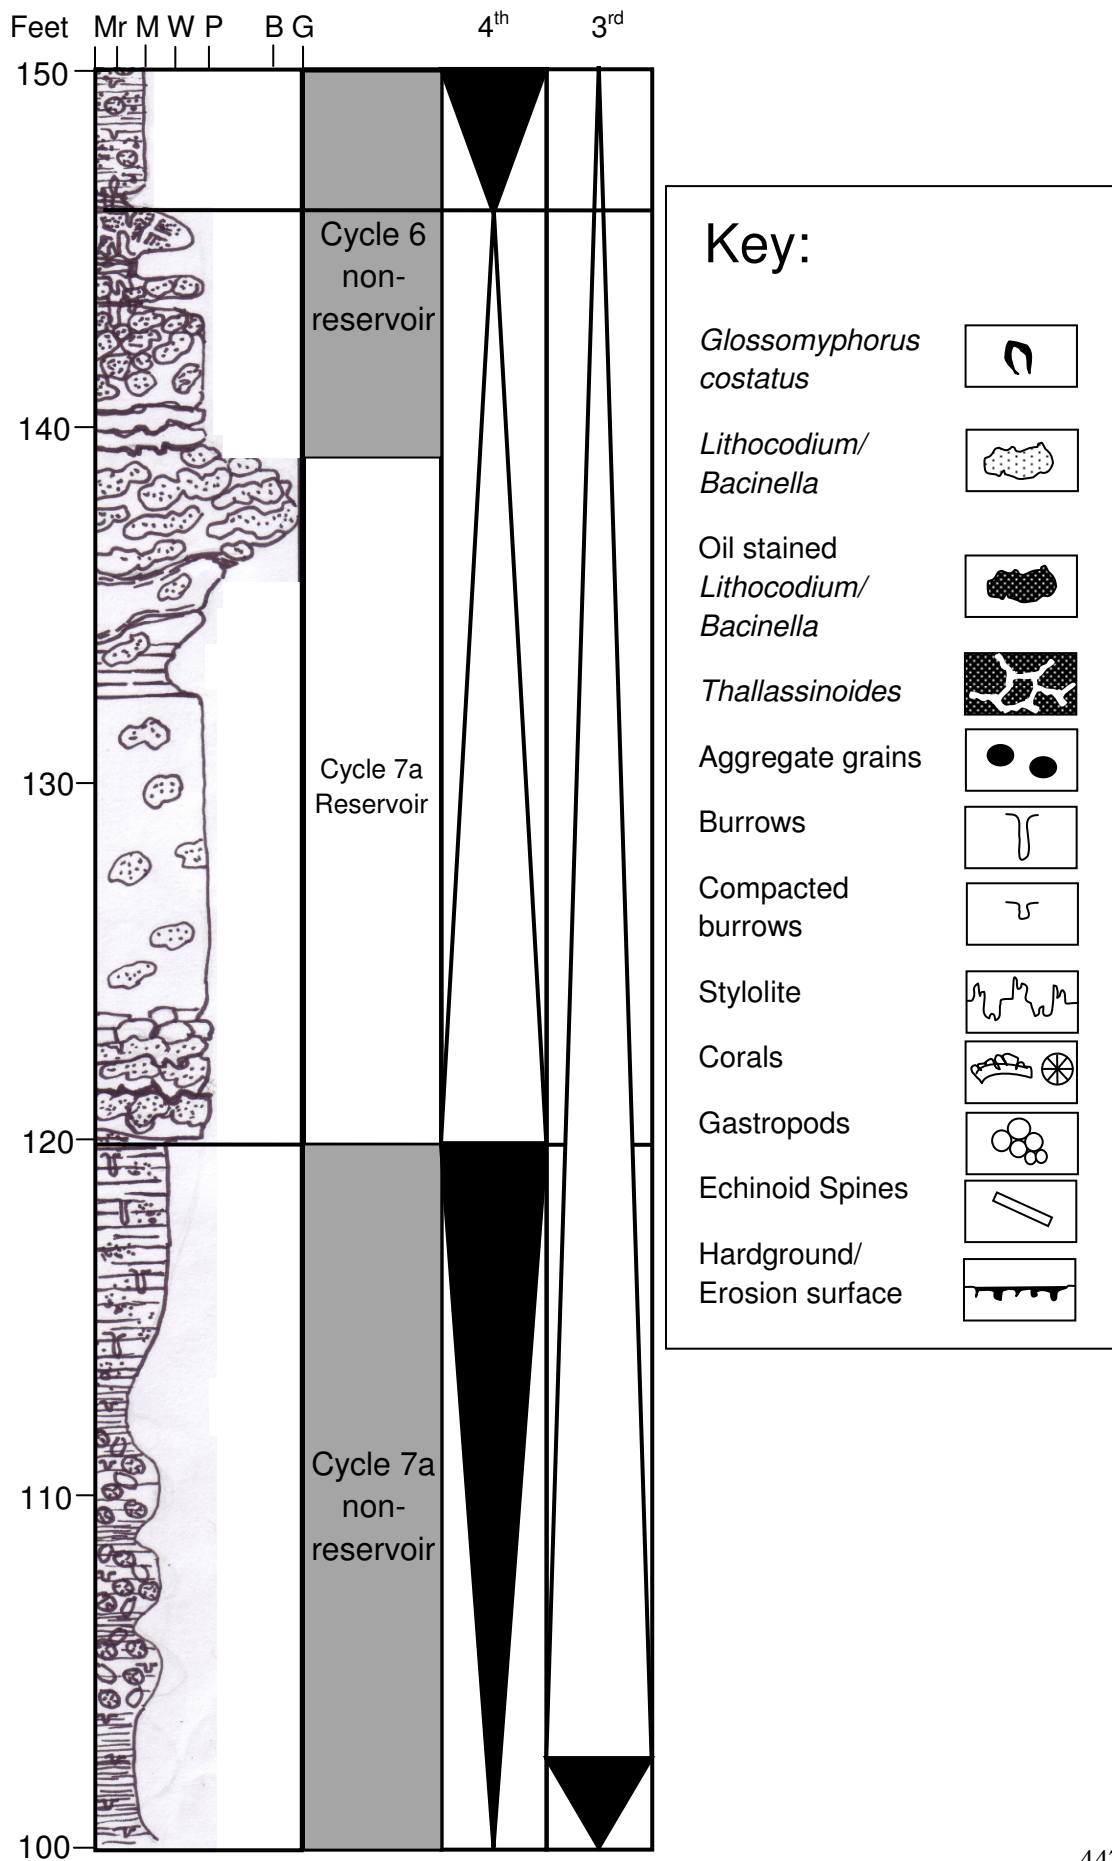 Feet Mr M W P B G 4th 3rd
150
Cycle 6
non-
reservoir
140
130
Cycle 7a
Reservoir
120
110
Cycle 7a
non-
reservoir
100
Key:
Glossomyphorus
costatus
Lithocodium/
Bacinella
Oil stained
Lithocodium/
Bacinella
Thallassinoides
Aggregate grains
Burrows
Compacted
burrows
Stylolite
Corals
Gastropods
Echinoid Spines
Hardground/
Erosion surface